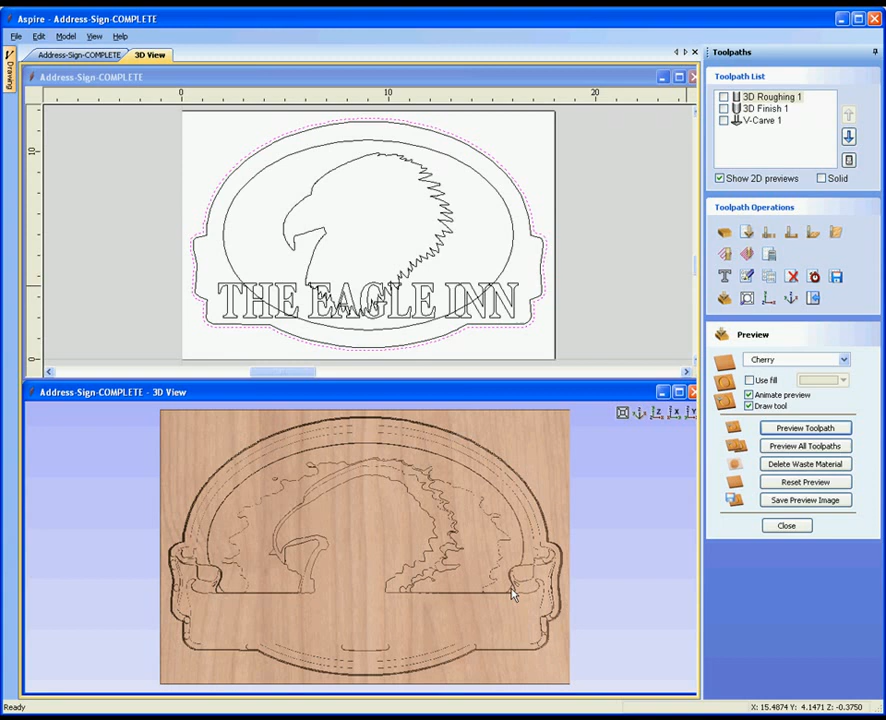 Aspire - Address-Sign-COMPLETE
File Edit Model View Help
Drawing
Address-Sign-COMPLETE 3D View
Address-Sign-COMPLETE
0 10 20
10
0
THE EAGLE INN
Address-Sign-COMPLETE - 3D View
Z X Y
Toolpaths
Toolpath List
3D Roughing 1
3D Finish 1
V-Carve 1
Show 2D previews Solid
Toolpath Operations
Preview
Cherry
Use fill
Animate preview
Draw tool
Preview Toolpath
Preview All Toolpaths
Delete Waste Material
Reset Preview
Save Preview Image
Close
Ready
X: 15.4874 Y: 4.1471 Z: -0.3750